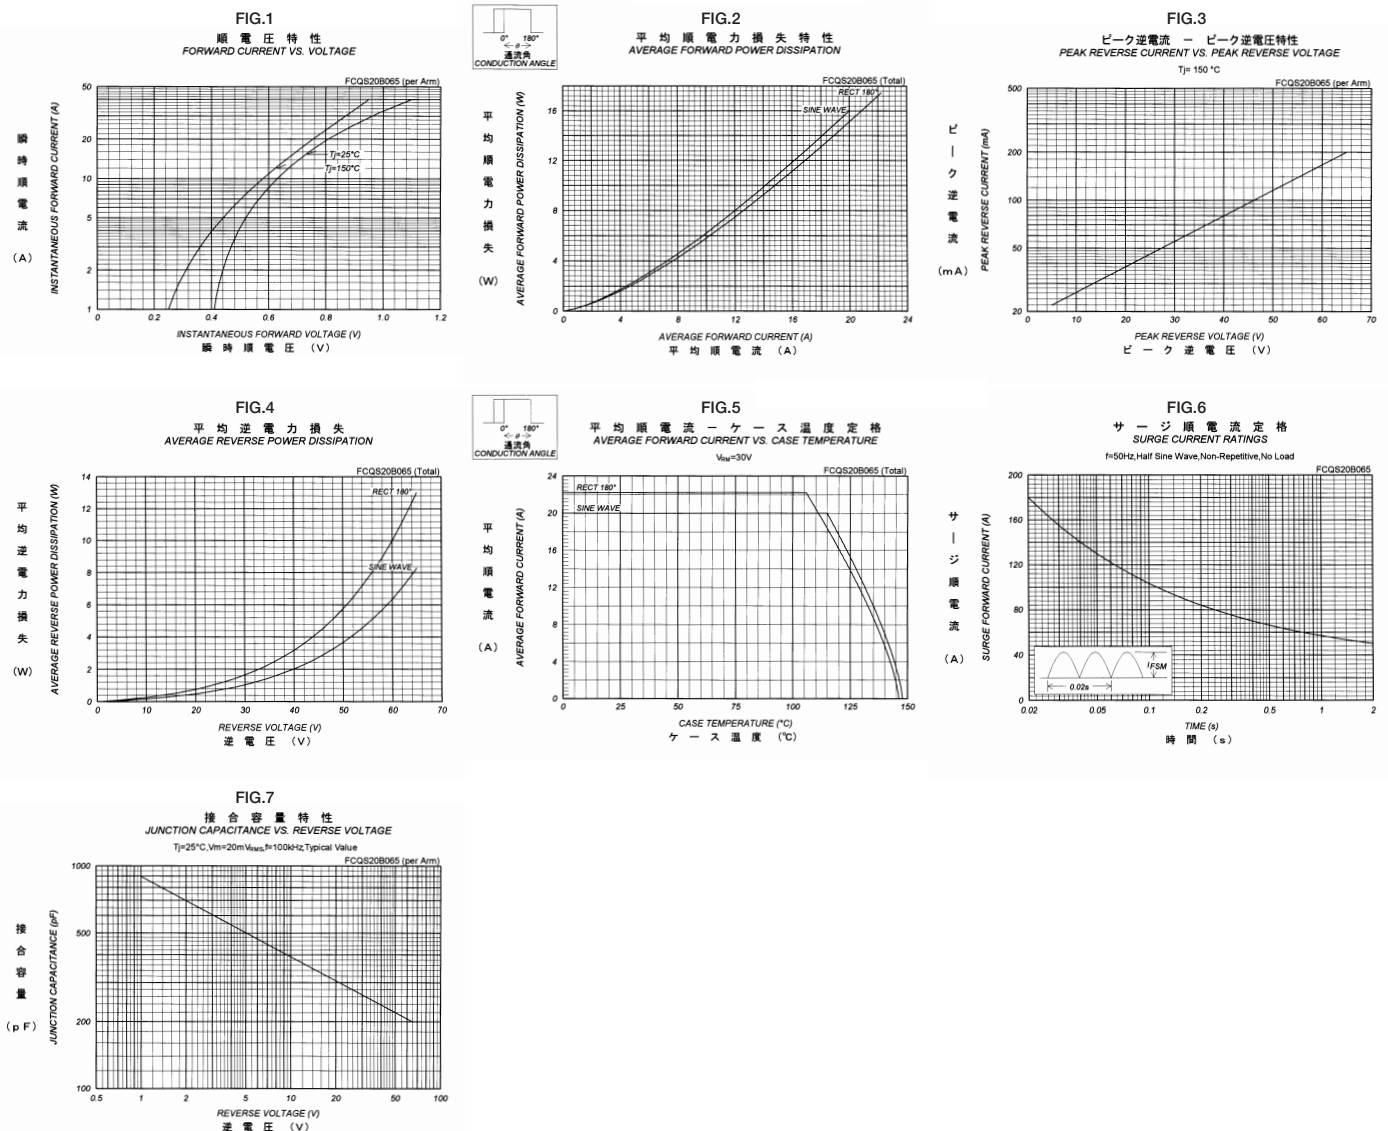 FIG.1
順 電 圧 特 性
FORWARD CURRENT VS. VOLTAGE
FCQS20B065 (per Arm)
50
20
10
5
2
1
0
0.2
0.4
0.6
0.8
1.0
1.2
Tj=25°C
Tj=150°C
瞬 時 順 電 流 （A）
INSTANTANEOUS FORWARD CURRENT (A)
INSTANTANEOUS FORWARD VOLTAGE (V)
瞬 時 順 電 圧 （V）
FIG.2
0°
180°
θ
通流角
CONDUCTION ANGLE
平 均 順 電 力 損 失 特 性
AVERAGE FORWARD POWER DISSIPATION
FCQS20B065 (Total)
RECT 180°
SINE WAVE
16
12
8
4
0
0
4
8
12
16
20
24
平 均 順 電 力 損 失 （W）
AVERAGE FORWARD POWER DISSIPATION (W)
AVERAGE FORWARD CURRENT (A)
平 均 順 電 流 （A）
FIG.3
ピーク逆電流 － ピーク逆電圧特性
PEAK REVERSE CURRENT VS. PEAK REVERSE VOLTAGE
Tj= 150 °C
FCQS20B065 (per Arm)
500
200
100
50
20
0
10
20
30
40
50
60
70
ピ ー ク 逆 電 流 （mA）
PEAK REVERSE CURRENT (mA)
PEAK REVERSE VOLTAGE (V)
ピ ー ク 逆 電 圧 （V）
FIG.4
平 均 逆 電 力 損 失
AVERAGE REVERSE POWER DISSIPATION
FCQS20B065 (Total)
RECT 180°
SINE WAVE
14
12
10
8
6
4
2
0
0
10
20
30
40
50
60
70
平 均 逆 電 力 損 失 （W）
AVERAGE REVERSE POWER DISSIPATION (W)
REVERSE VOLTAGE (V)
逆 電 圧 （V）
FIG.5
0°
180°
θ
通流角
CONDUCTION ANGLE
平 均 順 電 流 － ケ ー ス 温 度 定 格
AVERAGE FORWARD CURRENT VS. CASE TEMPERATURE
VRM=30V
FCQS20B065 (Total)
RECT 180°
SINE WAVE
24
20
16
12
8
4
0
0
25
50
75
100
125
150
平 均 順 電 流 （A）
AVERAGE FORWARD CURRENT (A)
CASE TEMPERATURE (°C)
ケ ー ス 温 度 （℃）
FIG.6
サ ー ジ 順 電 流 定 格
SURGE CURRENT RATINGS
f=50Hz,Half Sine Wave,Non-Repetitive,No Load
FCQS20B065
200
160
120
80
40
0
IFSM
0.02s
0.02
0.05
0.1
0.2
0.5
1
2
サ ー ジ 順 電 流 （A）
SURGE FORWARD CURRENT (A)
TIME (s)
時 間 （s）
FIG.7
接 合 容 量 特 性
JUNCTION CAPACITANCE VS. REVERSE VOLTAGE
Tj=25°C,Vm=20mVRMS,f=100kHz,Typical Value
FCQS20B065 (per Arm)
1000
500
200
100
0.5
1
2
5
10
20
50
100
接 合 容 量 （pF）
JUNCTION CAPACITANCE (pF)
REVERSE VOLTAGE (V)
逆 電 圧 （V）